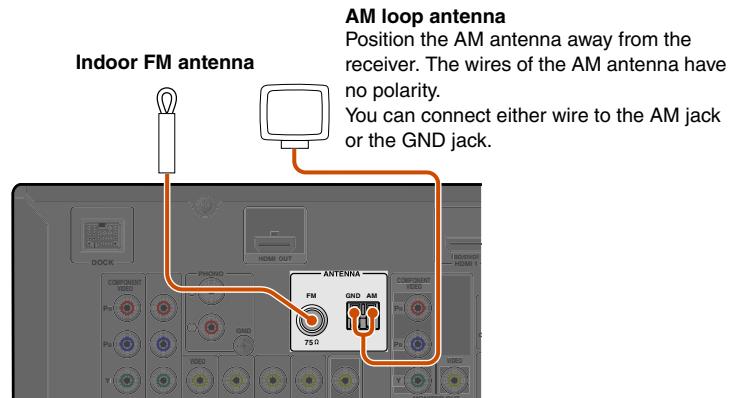 AM loop antenna
Position the AM antenna away from the
receiver. The wires of the AM antenna have
no polarity.
You can connect either wire to the AM jack
or the GND jack.
Indoor FM antenna
DOCK
HDMI OUT
HDMI 1
COMPONENT
VIDEO
PHONO
ANTENNA
FM
GND AM
75 Ω
GND
COMPONENT
VIDEO
PR
PR
PB
PB
Y
Y
VIDEO
VIDEO